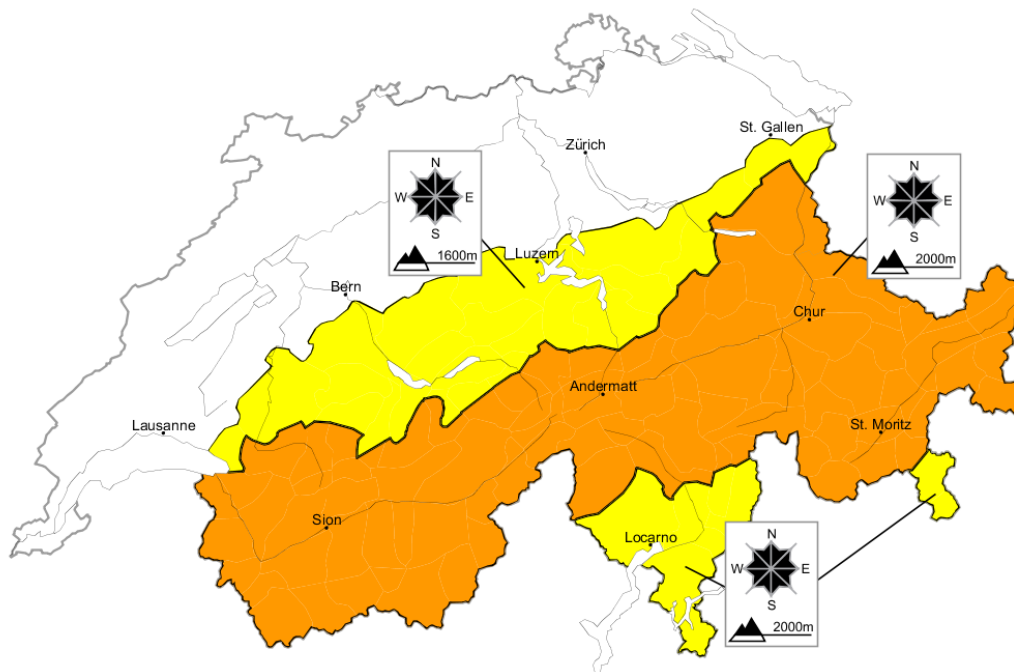 St. Gallen
Zürich
N
W E
S
1600m
N
W E
S
2000m
Luzern
Bern
Chur
Andermatt
Lausanne
St. Moritz
Sion
Locarno
N
W E
S
2000m